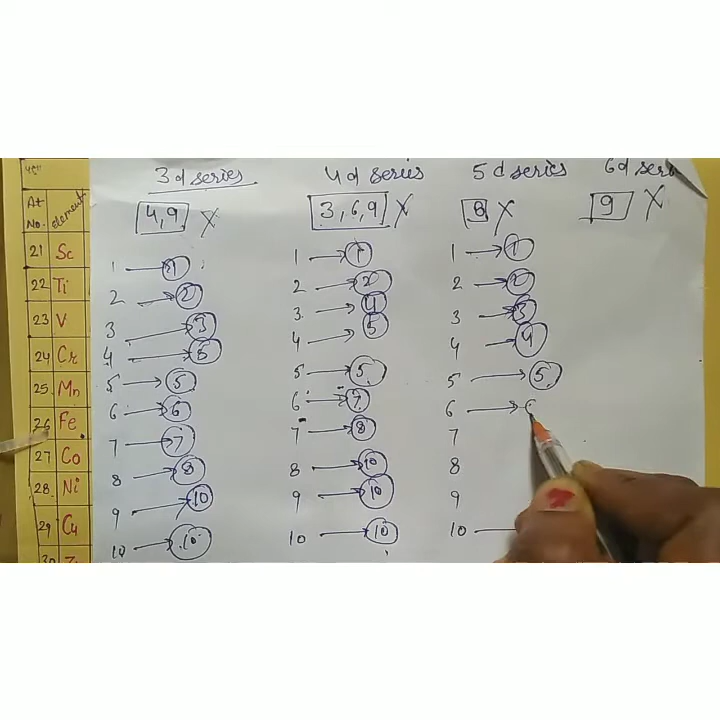 3d series 4d series 5d series 6d seri
4,9 X 3,6,9 X 8 X 9 X
At No. element
21 Sc
22 Ti
23 V
24 Cr
25 Mn
26 Fe
27 Co
28 Ni
29 Cu
30
1 → 1
2 → 2
3 → 3
4 → 5
5 → 5
6 → 6
7 → 7
8 → 8
9 → 10
10 → 10
1 → 1
2 → 2
3 → 4
4 → 5
5 → 5
6 → 7
7 → 8
8 → 10
9 → 10
10 → 10
1 → 1
2 → 2
3 → 3
4 → 4
5 → 5
6 →
7
8
9
10